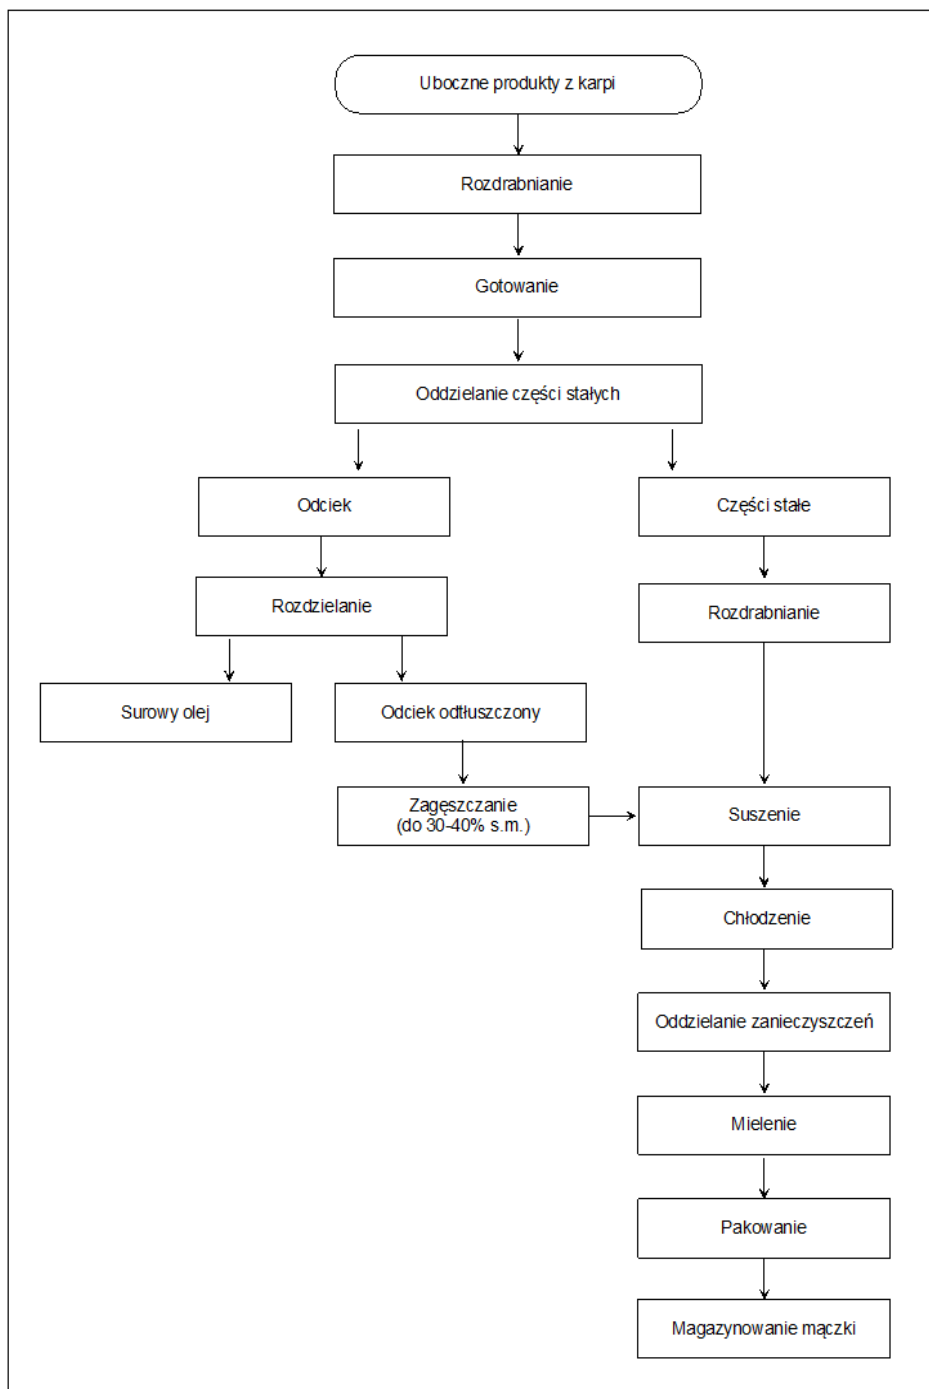 Uboczne produkty z karpi
Rozdrabnianie
Gotowanie
Oddzielanie części stałych
Odciek
Części stałe
Rozdzielanie
Rozdrabnianie
Surowy olej
Odciek odtłuszczony
Zagęszczanie
(do 30-40% s.m.)
Suszenie
Chłodzenie
Oddzielanie zanieczyszczeń
Mielenie
Pakowanie
Magazynowanie mączki